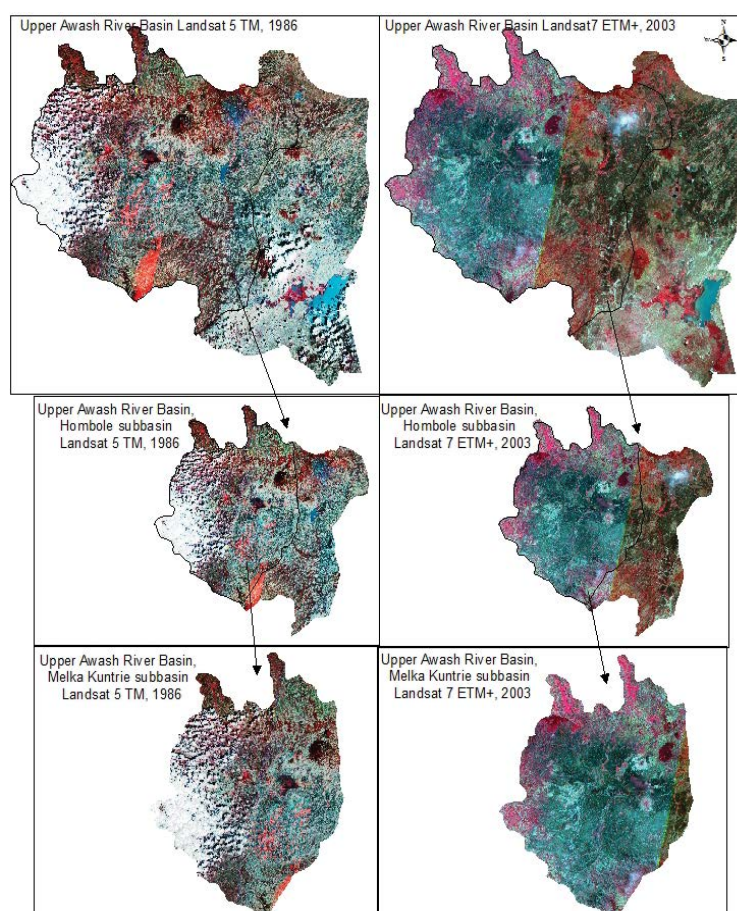 Upper Awash River Basin Landsat 5 TM, 1986
Upper Awash River Basin Landsat7 ETM+, 2003
N
S
Upper Awash River Basin,
Hombole subbasin
Landsat 5 TM, 1986
Upper Awash River Basin,
Hombole subbasin
Landsat 7 ETM+, 2003
Upper Awash River Basin,
Melka Kuntrie subbasin
Landsat 5 TM, 1986
Upper Awash River Basin,
Melka Kuntrie subbasin
Landsat 7 ETM+, 2003